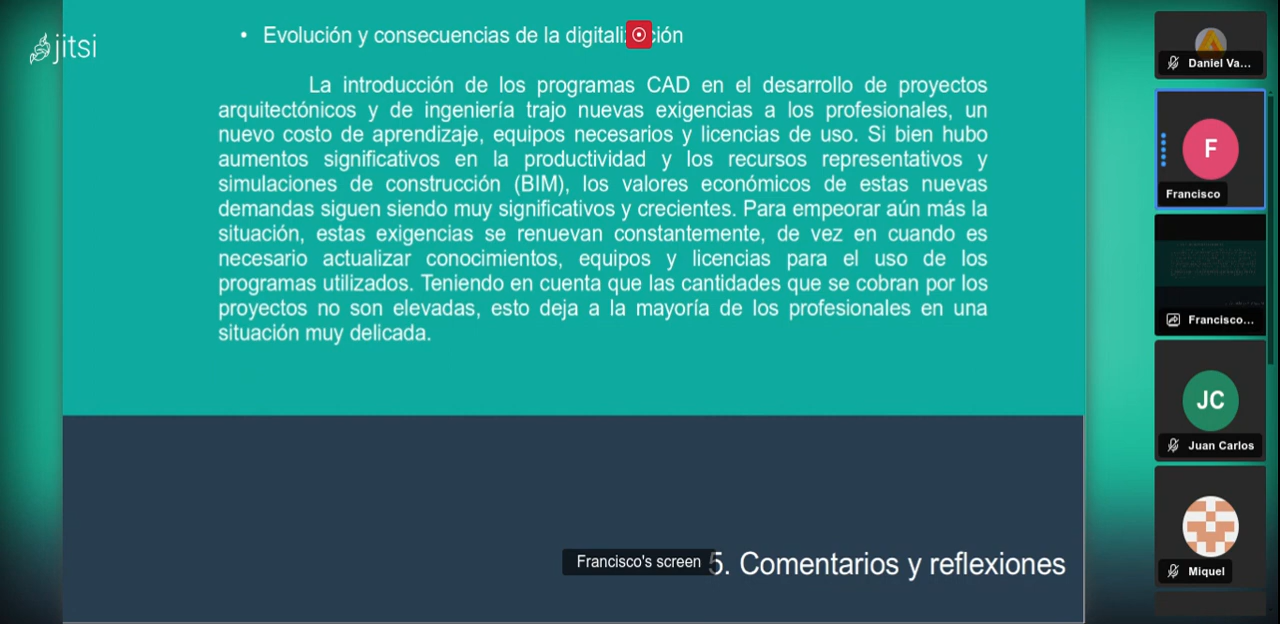 jitsi
• Evolución y consecuencias de la digitali ión
La introducción de los programas CAD en el desarrollo de proyectos
arquitectónicos y de ingeniería trajo nuevas exigencias a los profesionales, un
nuevo costo de aprendizaje, equipos necesarios y licencias de uso. Si bien hubo
aumentos significativos en la productividad y los recursos representativos y
simulaciones de construcción (BIM), los valores económicos de estas nuevas
demandas siguen siendo muy significativos y crecientes. Para empeorar aún más la
situación, estas exigencias se renuevan constantemente, de vez en cuando es
necesario actualizar conocimientos, equipos y licencias para el uso de los
programas utilizados. Teniendo en cuenta que las cantidades que se cobran por los
proyectos no son elevadas, esto deja a la mayoría de los profesionales en una
situación muy delicada.
Francisco's screen
5. Comentarios y reflexiones
Daniel Va...
F
Francisco
Francisco...
JC
Juan Carlos
Miquel